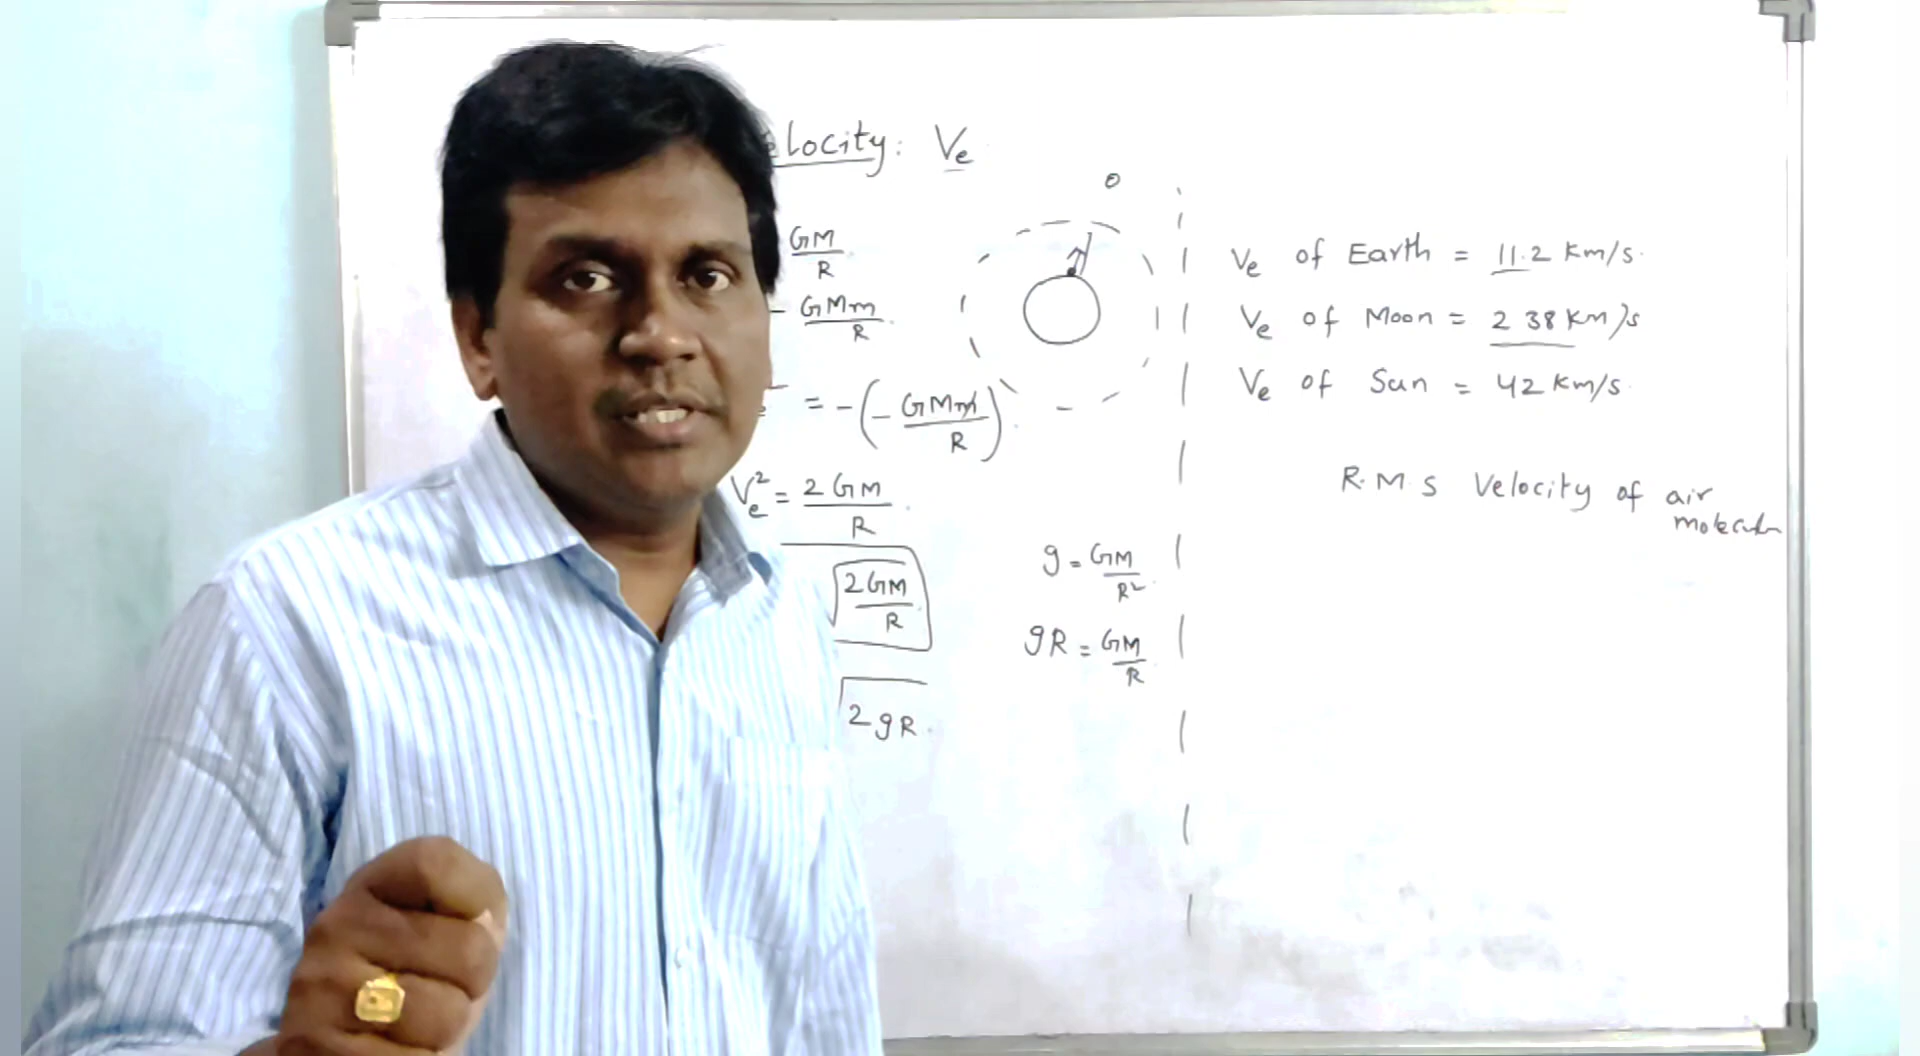 elocity: Ve
GM
R
- GMm
R
e = -(-GMm
R)
Ve² = 2GM
R
√2GM
R
√2gR
g = GM
R²
gR = GM
R
Ve of Earth = 11.2 Km/s.
Ve of Moon = 2 38 Km/s
Ve of Sun = 42 Km/s.
R.M.S Velocity of air